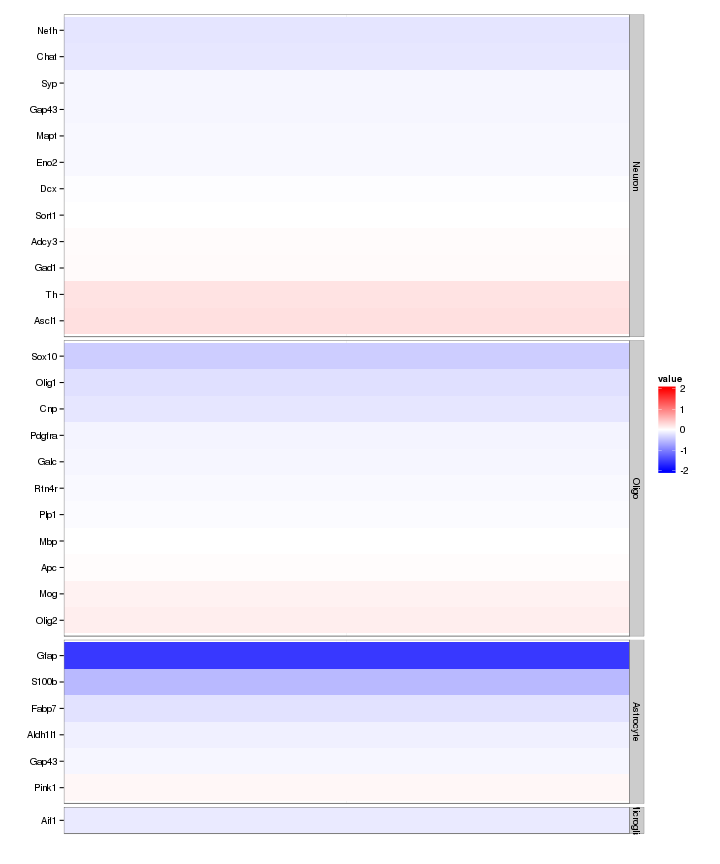 Nefh
Chat
Syp
Gap43
Mapt
Eno2
Dcx
Sort1
Adcy3
Gad1
Th
Ascl1
Neuron
Sox10
Olig1
Cnp
Pdgfra
Galc
Rtn4r
Plp1
Mbp
Apc
Mog
Olig2
Oligo
Gfap
S100b
Fabp7
Aldh1l1
Gap43
Pink1
Astrocyte
Aif1
value
2
1
0
-1
-2